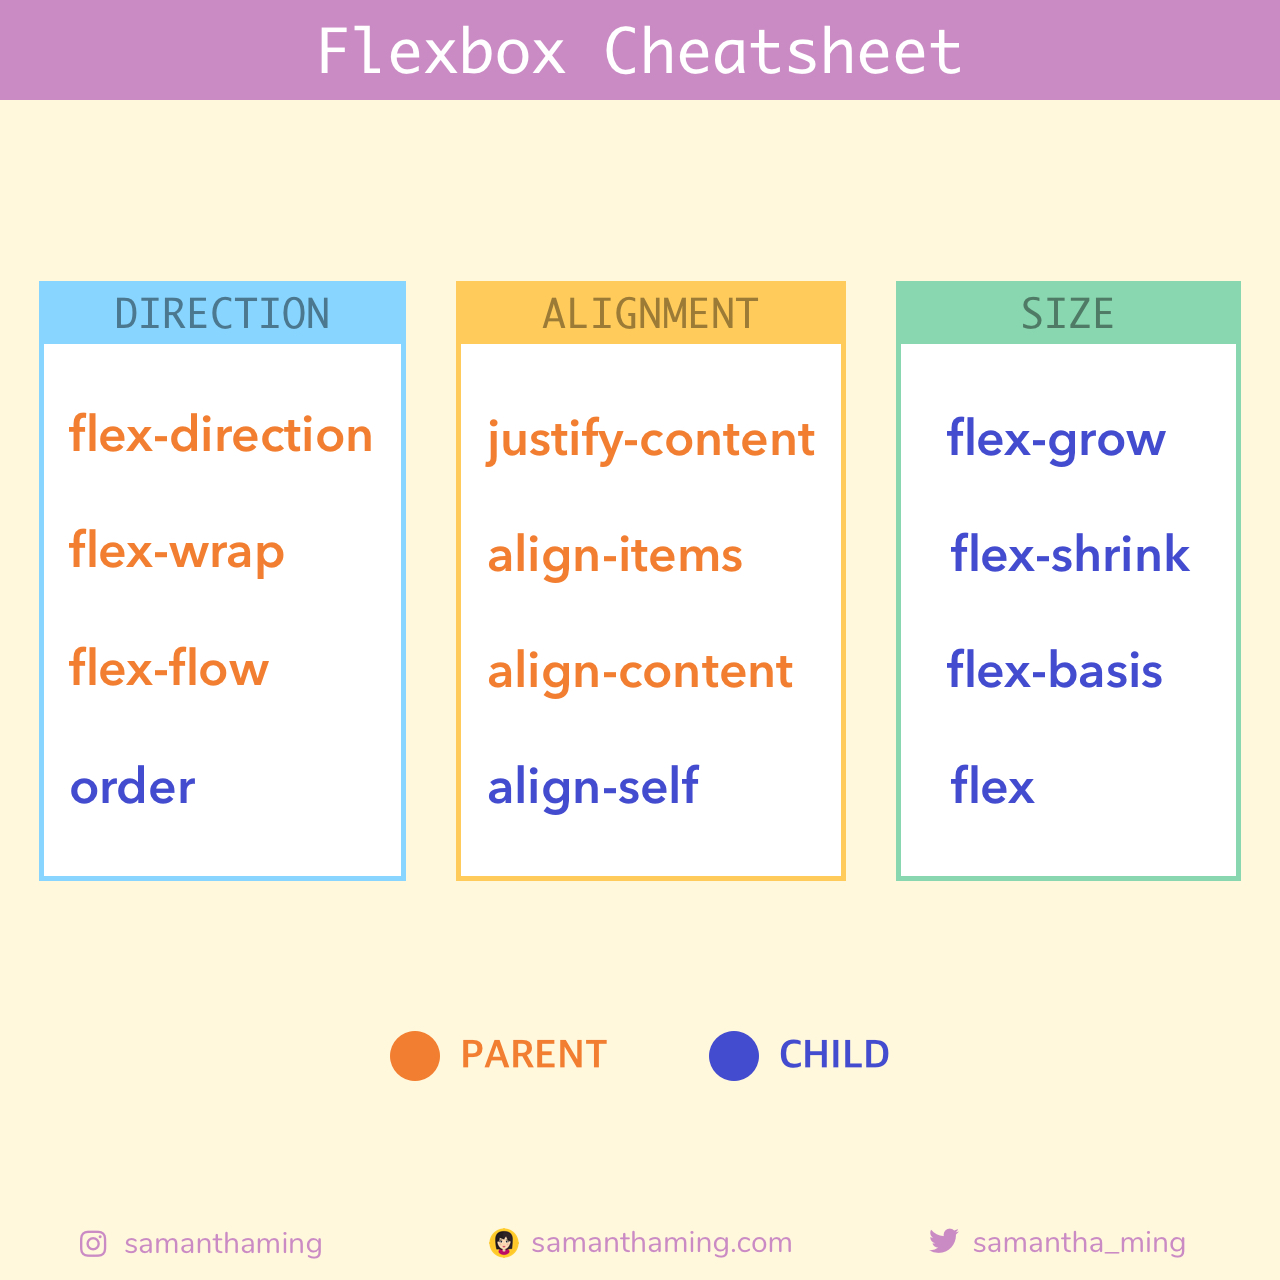 Flexbox Cheatsheet
DIRECTION
flex-direction
flex-wrap
flex-flow
order
ALIGNMENT
justify-content
align-items
align-content
align-self
SIZE
flex-grow
flex-shrink
flex-basis
flex
PARENT
CHILD
samanthaming
samanthaming.com
samantha_ming